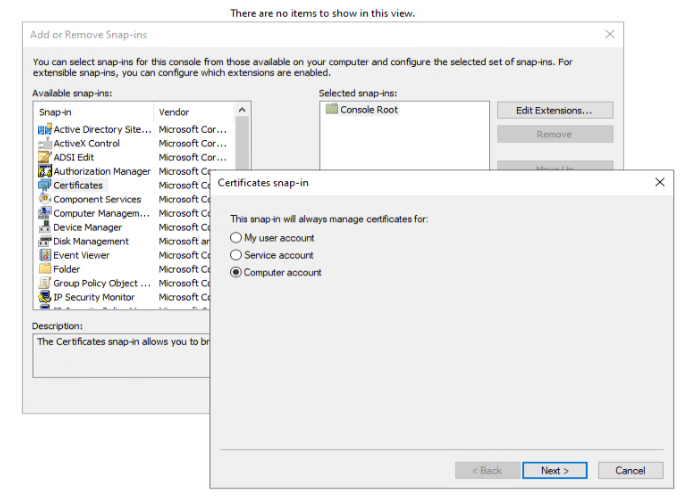 There are no items to show in this view.
Add or Remove Snap-ins
You can select snap-ins for this console from those available on your computer and configure the selected set of snap-ins. For
extensible snap-ins, you can configure which extensions are enabled.
Available snap-ins:
Selected snap-ins:
Snap-in Vendor
Active Directory Site... Microsoft Cor...
ActiveX Control Microsoft Cor...
ADSI Edit Microsoft Cor...
Authorization Manager Microsoft Co
Certificates Microsoft Co
Component Services Microsoft Co
Computer Managem... Microsoft Co
Device Manager Microsoft Co
Disk Management Microsoft an
Event Viewer Microsoft Co
Folder Microsoft Co
Group Policy Object ... Microsoft Co
IP Security Monitor Microsoft Co
Console Root
Edit Extensions...
Remove
Move Up
Description:
The Certificates snap-in allows you to br
Certificates snap-in
This snap-in will always manage certificates for:
My user account
Service account
Computer account
< Back Next > Cancel